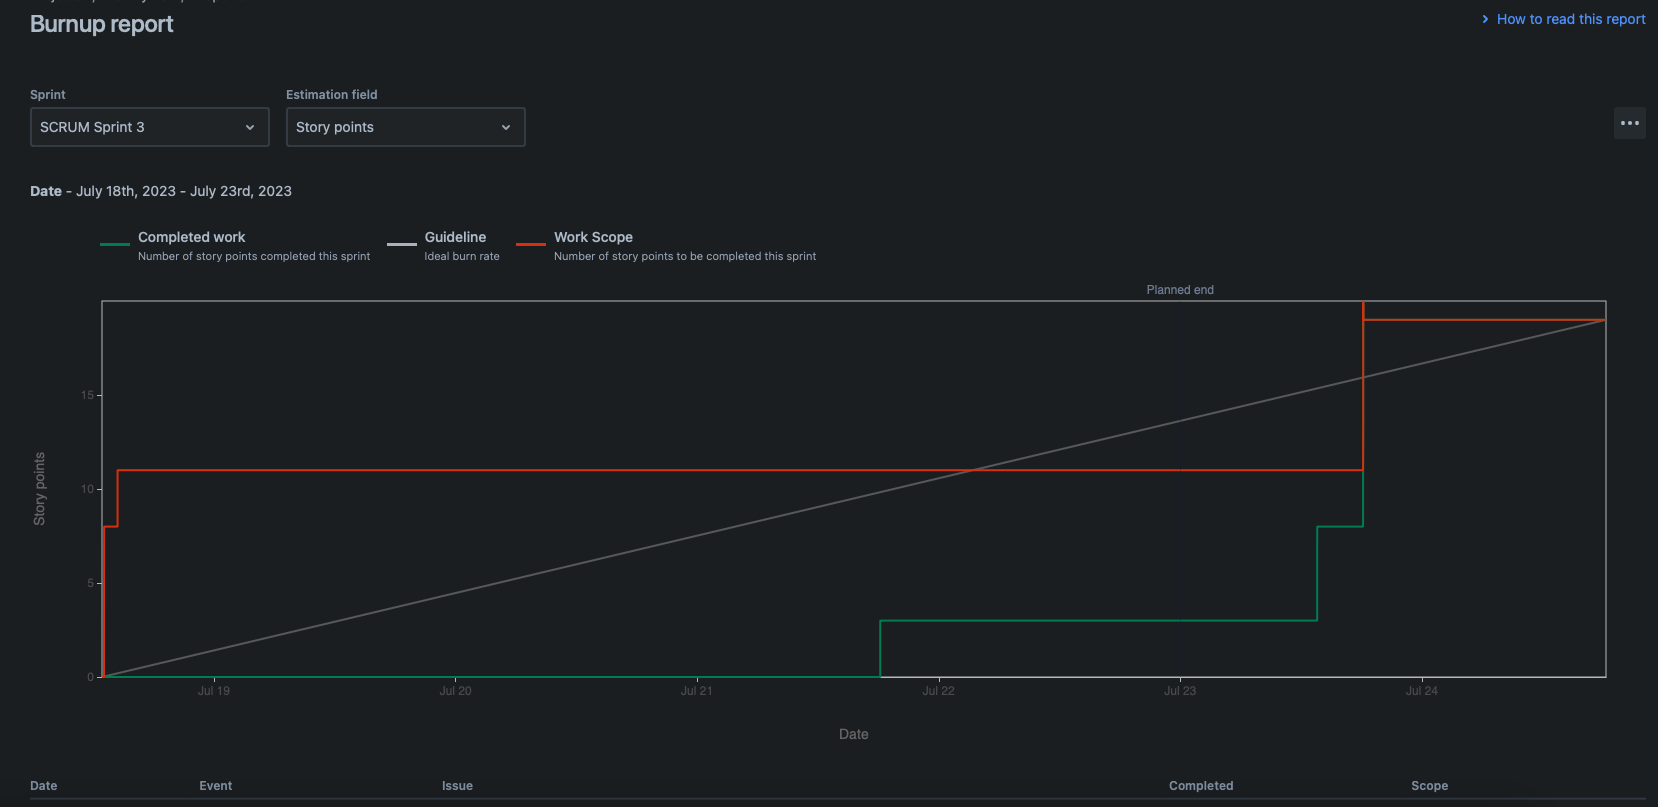 Burnup report
How to read this report
Sprint
Estimation field
SCRUM Sprint 3
Story points
Date - July 18th, 2023 - July 23rd, 2023
Completed work
Number of story points completed this sprint
Guideline
Ideal burn rate
Work Scope
Number of story points to be completed this sprint
Planned end
Story points
15
10
5
0
Jul 19
Jul 20
Jul 21
Jul 22
Jul 23
Jul 24
Date
Date
Event
Issue
Completed
Scope